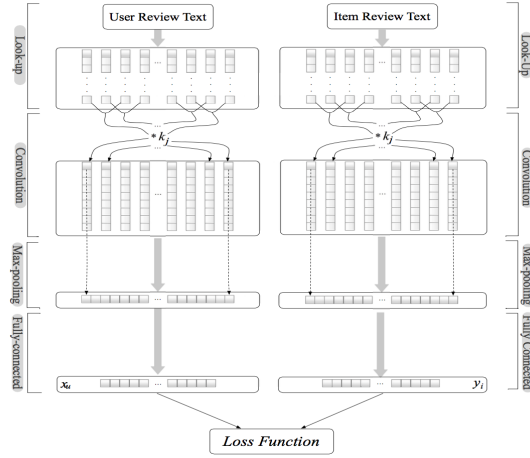 User Review Text
Item Review Text
Look-up
Look-Up
* k_j
* k_j
Convolution
Convolution
Max-pooling
Max-pooling
Fully-connected
Fully Connected
x_u
y_i
Loss Function